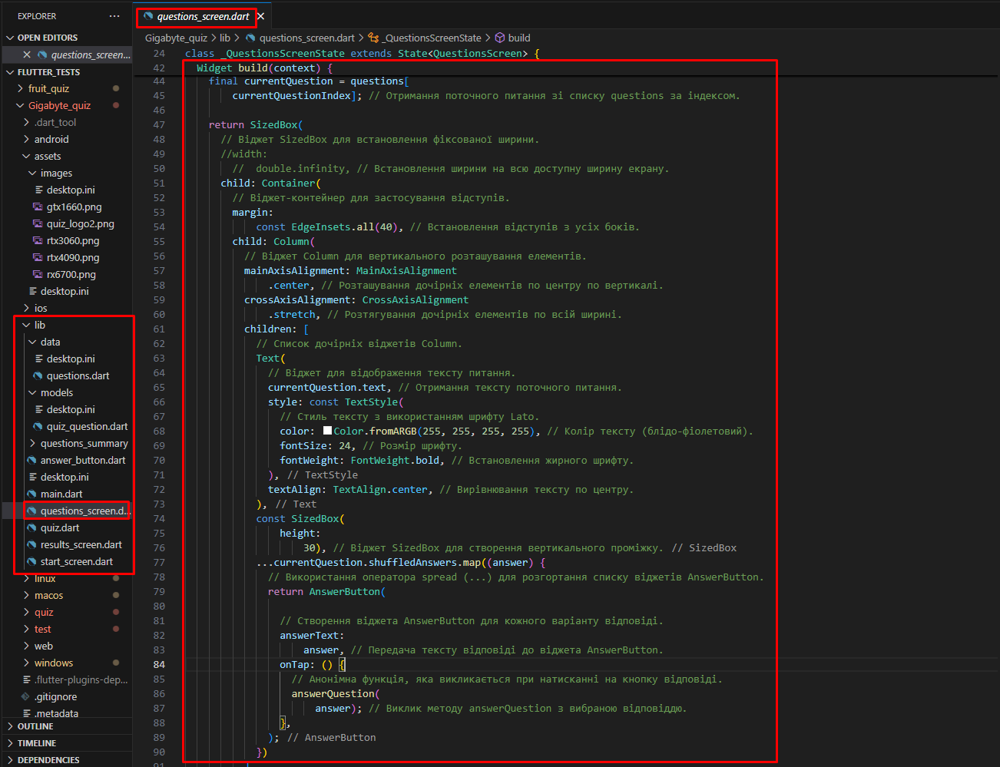 EXPLORER
OPEN EDITORS
questions_screen...
FLUTTER_TESTS
fruit_quiz
Gigabyte_quiz
.dart_tool
android
assets
images
desktop.ini
gtx1660.png
quiz_logo2.png
rtx3060.png
rtx4090.png
rx6700.png
desktop.ini
ios
lib
data
desktop.ini
questions.dart
models
desktop.ini
quiz_question.dart
questions_summary
answer_button.dart
desktop.ini
main.dart
questions_screen.d...
quiz.dart
results_screen.dart
start_screen.dart
linux
macos
quiz
test
web
windows
.flutter-plugins-dep...
.gitignore
.metadata
OUTLINE
TIMELINE
DEPENDENCIES
questions_screen.dart
Gigabyte_quiz > lib > questions_screen.dart > _QuestionsScreenState > build
24 class _QuestionsScreenState extends State<QuestionsScreen> {
42 Widget build(context) {
44 final currentQuestion = questions[
45 currentQuestionIndex]; // Отримання поточного питання зі списку questions за індексом.
46
47 return SizedBox(
48 // Віджет SizedBox для встановлення фіксованої ширини.
49 //width:
50 //  double.infinity, // Встановлення ширини на всю доступну ширину екрану.
51 child: Container(
52 // Віджет-контейнер для застосування відступів.
53 margin:
54 const EdgeInsets.all(40), // Встановлення відступів з усіх боків.
55 child: Column(
56 // Віджет Column для вертикального розташування елементів.
57 mainAxisAlignment: MainAxisAlignment
58 .center, // Розташування дочірніх елементів по центру по вертикалі.
59 crossAxisAlignment: CrossAxisAlignment
60 .stretch, // Розтягування дочірніх елементів по всій ширині.
61 children: [
62 // Список дочірніх віджетів Column.
63 Text(
64 // Віджет для відображення тексту питання.
65 currentQuestion.text, // Отримання тексту поточного питання.
66 style: const TextStyle(
67 // Стиль тексту з використанням шрифту Lato.
68 color: Color.fromARGB(255, 255, 255, 255), // Колір тексту (блідо-фіолетовий).
69 fontSize: 24, // Розмір шрифту.
70 fontWeight: FontWeight.bold, // Встановлення жирного шрифту.
71 ), // TextStyle
72 textAlign: TextAlign.center, // Вирівнювання тексту по центру.
73 ), // Text
74 const SizedBox(
75 height:
76 30), // Віджет SizedBox для створення вертикального проміжку. // SizedBox
77 ...currentQuestion.shuffledAnswers.map((answer) {
78 // Використання оператора spread (...) для розгортання списку віджетів AnswerButton.
79 return AnswerButton(
80
81 // Створення віджета AnswerButton для кожного варіанту відповіді.
82 answerText:
83 answer, // Передача тексту відповіді до віджета AnswerButton.
84 onTap: () {
85 // Анонімна функція, яка викликається при натисканні на кнопку відповіді.
86 answerQuestion(
87 answer); // Виклик методу answerQuestion з вибраною відповіддю.
88 },
89 ); // AnswerButton
90 })
91 ]